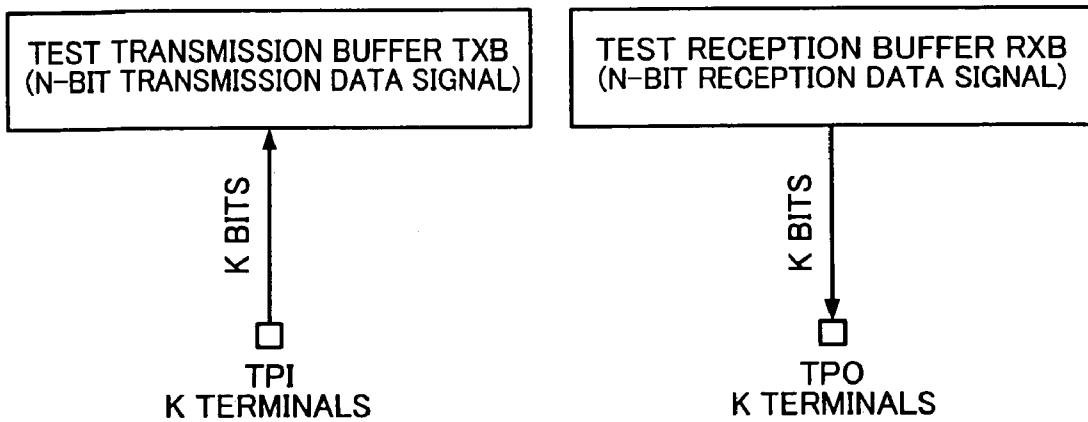 TEST TRANSMISSION BUFFER TXB
(N-BIT TRANSMISSION DATA SIGNAL)
K BITS
TPI
K TERMINALS
TEST RECEPTION BUFFER RXB
(N-BIT RECEPTION DATA SIGNAL)
K BITS
TPO
K TERMINALS